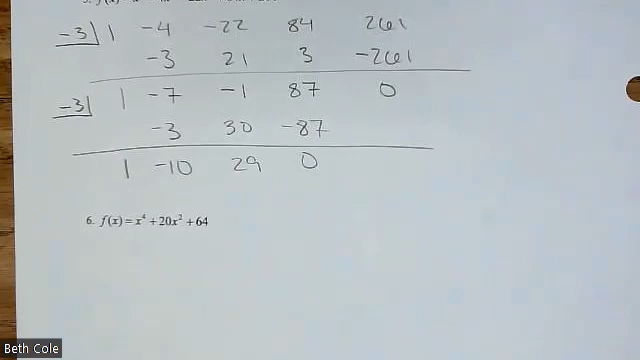 -3| 1 -4 -22 84 261
-3 21 3 -261
-3| 1 -7 -1 87 0
-3 30 -87
1 -10 29 0
6. f(x) = x⁴ + 20x² + 64
Beth Cole